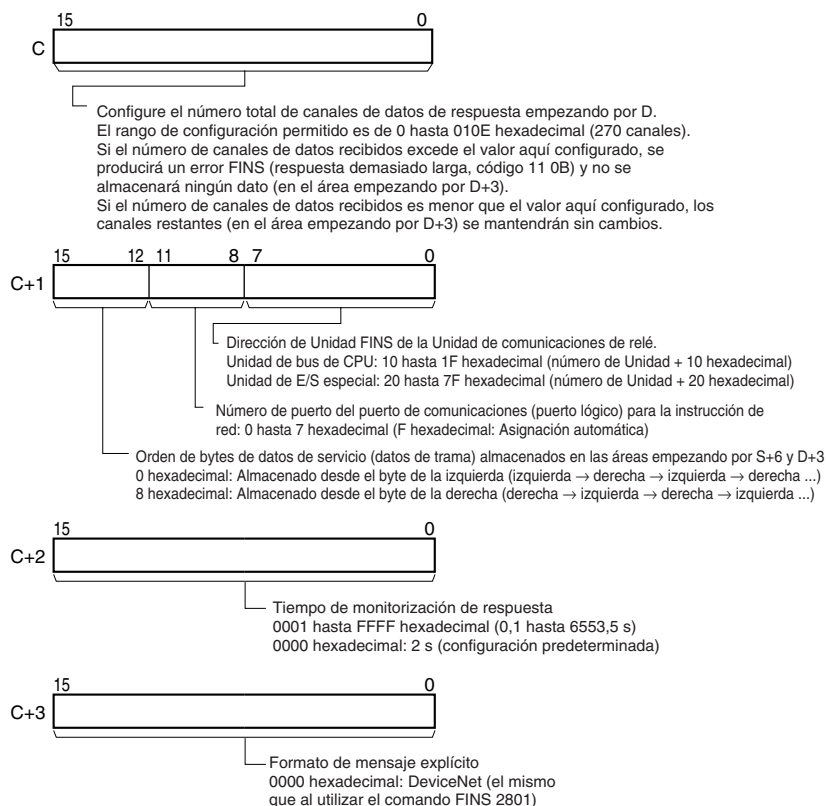 15 0
C
Configure el número total de canales de datos de respuesta empezando por D.
El rango de configuración permitido es de 0 hasta 010E hexadecimal (270 canales).
Si el número de canales de datos recibidos excede el valor aquí configurado, se
producirá un error FINS (respuesta demasiado larga, código 11 0B) y no se
almacenará ningún dato (en el área empezando por D+3).
Si el número de canales de datos recibidos es menor que el valor aquí configurado, los
canales restantes (en el área empezando por D+3) se mantendrán sin cambios.
15 12 11 8 7 0
C+1
Dirección de Unidad FINS de la Unidad de comunicaciones de relé.
Unidad de bus de CPU: 10 hasta 1F hexadecimal (número de Unidad + 10 hexadecimal)
Unidad de E/S especial: 20 hasta 7F hexadecimal (número de Unidad + 20 hexadecimal)
Número de puerto del puerto de comunicaciones (puerto lógico) para la instrucción de
red: 0 hasta 7 hexadecimal (F hexadecimal: Asignación automática)
Orden de bytes de datos de servicio (datos de trama) almacenados en las áreas empezando por S+6 y D+3
0 hexadecimal: Almacenado desde el byte de la izquierda (izquierda → derecha → izquierda → derecha ...)
8 hexadecimal: Almacenado desde el byte de la derecha (derecha → izquierda → derecha → izquierda ...)
15 0
C+2
Tiempo de monitorización de respuesta
0001 hasta FFFF hexadecimal (0,1 hasta 6553,5 s)
0000 hexadecimal: 2 s (configuración predeterminada)
15 0
C+3
Formato de mensaje explícito
0000 hexadecimal: DeviceNet (el mismo
que al utilizar el comando FINS 2801)